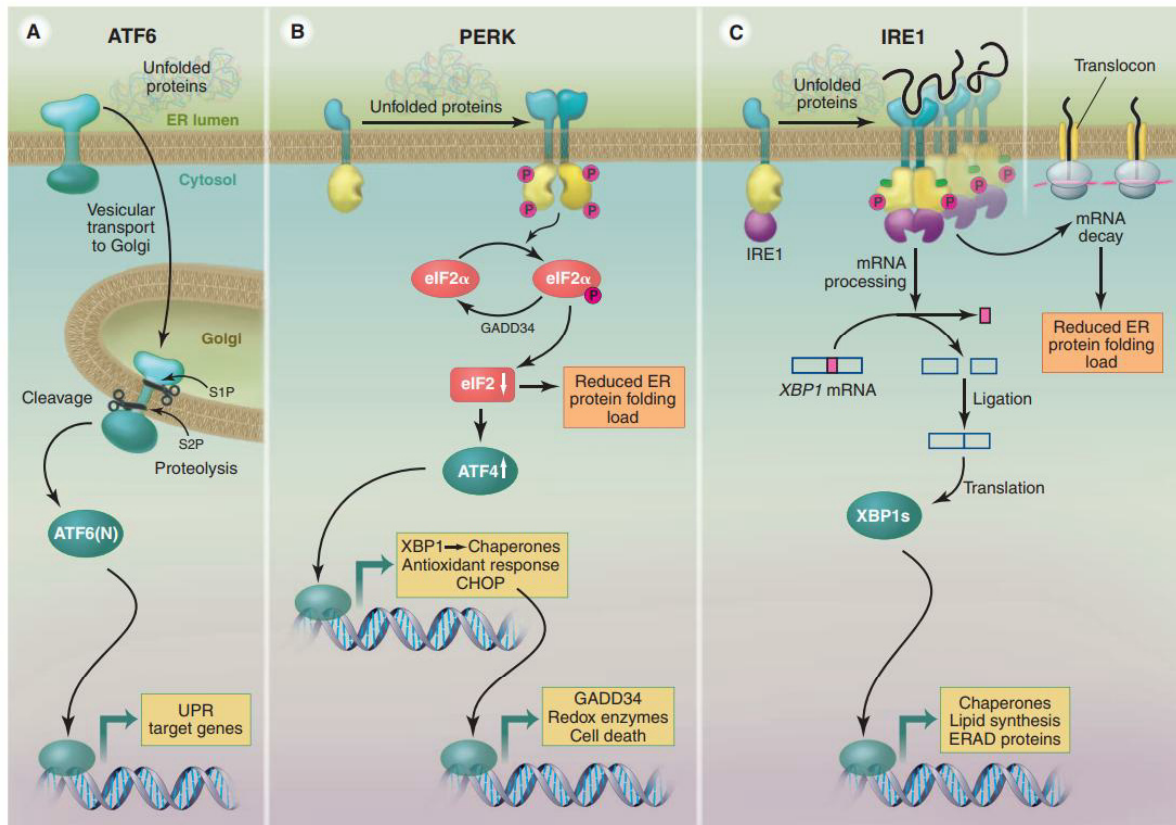 A
ATF6
Unfolded
proteins
ER lumen
Cytosol
Vesicular
transport
to Golgi
Golgi
S1P
Cleavage
S2P
Proteolysis
ATF6(N)
UPR
target genes
B
PERK
Unfolded proteins
P
P
P
P
eIF2α
eIF2α
P
GADD34
eIF2
Reduced ER
protein folding
load
ATF4
XBP1 → Chaperones
Antioxidant response
CHOP
GADD34
Redox enzymes
Cell death
C
IRE1
Unfolded
proteins
Translocon
P
P
P
P
IRE1
mRNA
decay
mRNA
processing
Reduced ER
protein folding
load
XBP1 mRNA
Ligation
Translation
XBP1s
Chaperones
Lipid synthesis
ERAD proteins